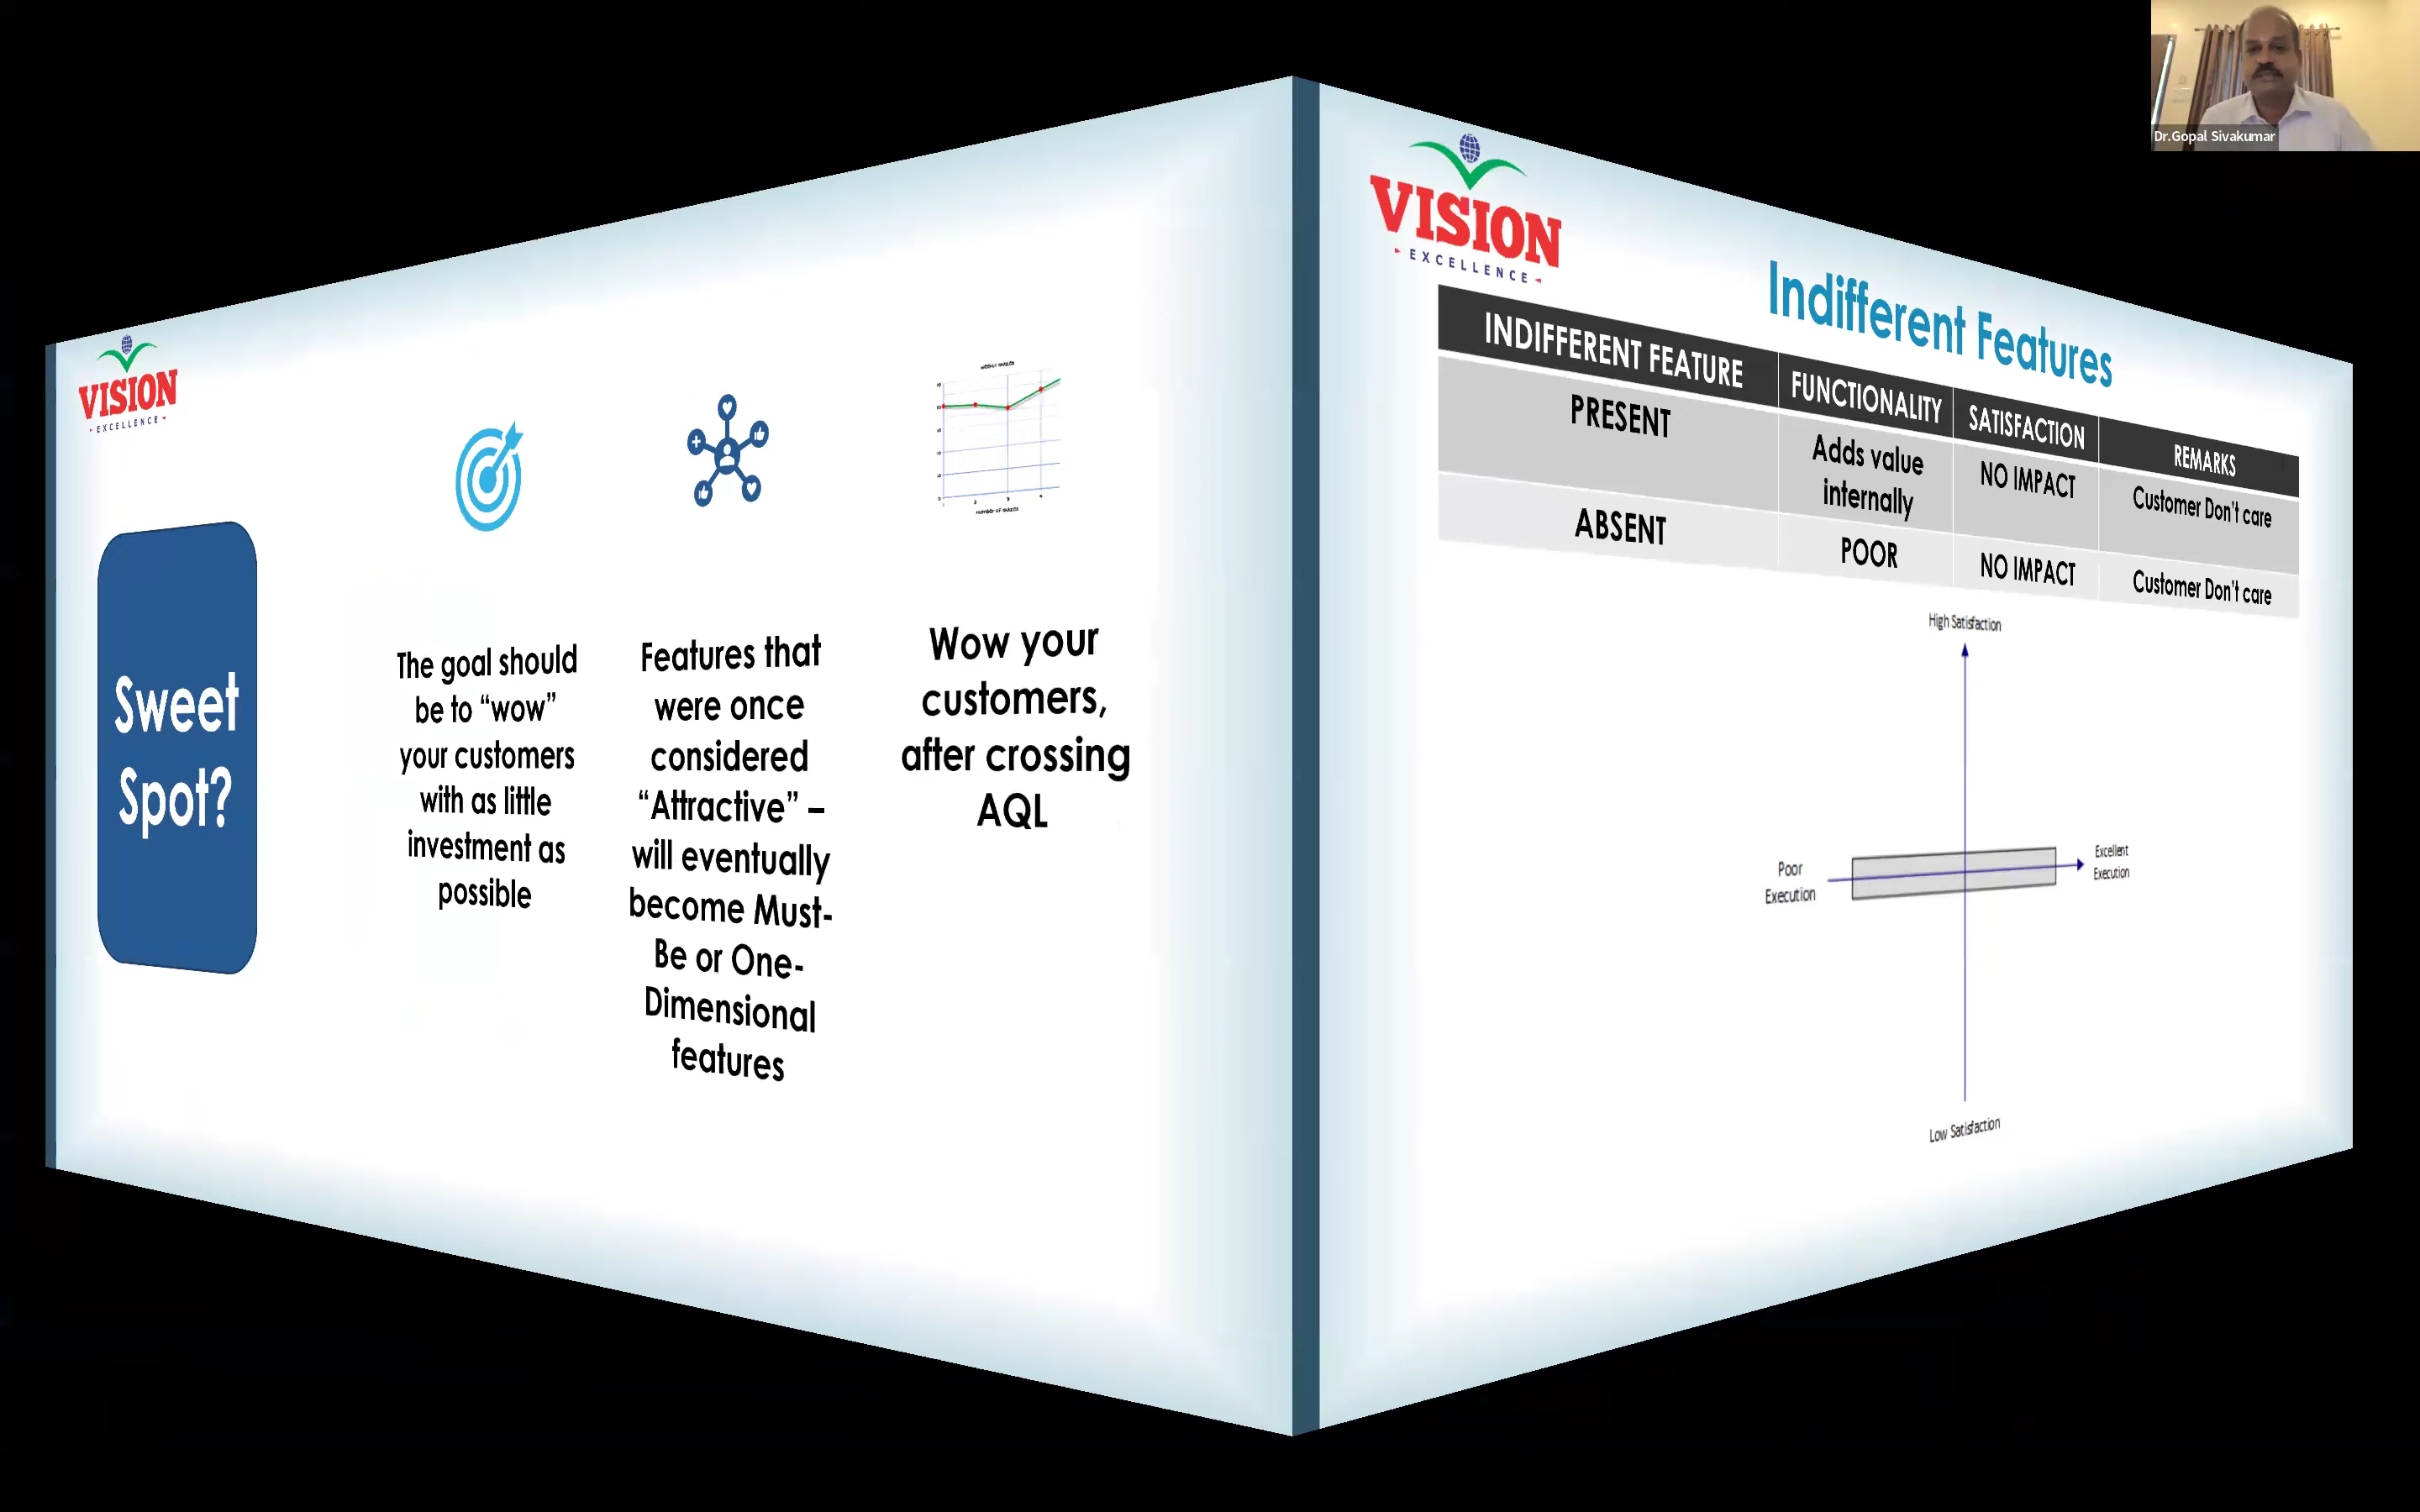 Dr.Gopal Sivakumar
VISION
EXCELLENCE
Sweet
Spot?
The goal should
be to “wow”
your customers
with as little
investment as
possible
Features that
were once
considered
“Attractive” –
will eventually
become Must-
Be or One-
Dimensional
features
Wow your
customers,
after crossing
AQL
VISION
EXCELLENCE
Indifferent Features
INDIFFERENT FEATURE FUNCTIONALITY SATISFACTION REMARKS
PRESENT Adds value
internally NO IMPACT Customer Don't care
ABSENT POOR NO IMPACT Customer Don't care
High Satisfaction
Poor
Execution
Excellent
Execution
Low Satisfaction